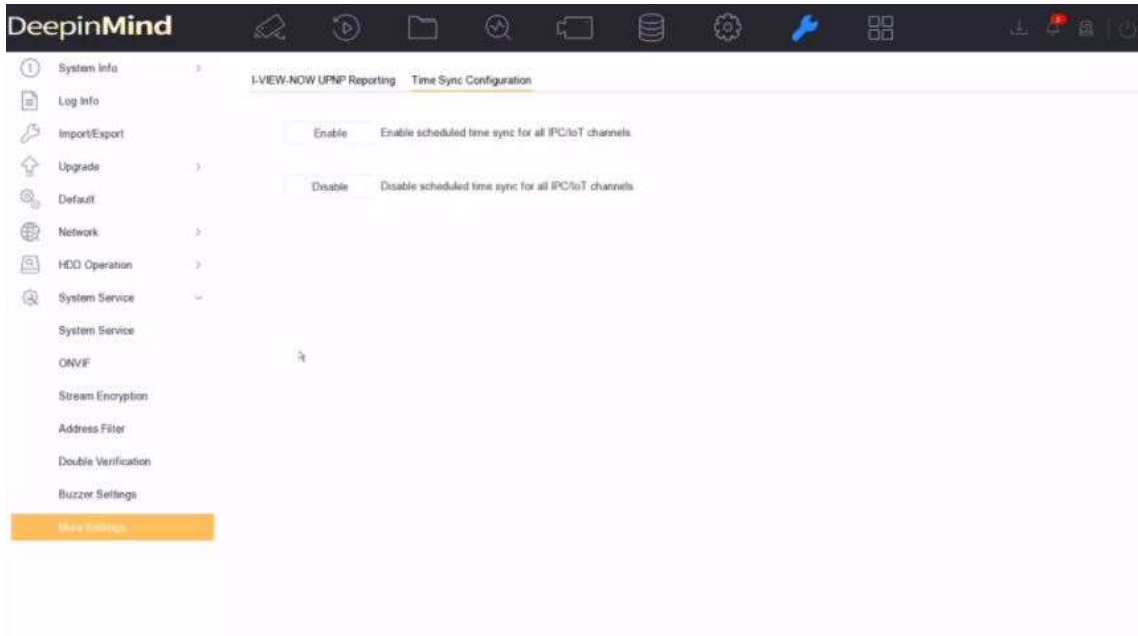 DeepinMind
System Info
Log Info
Import/Export
Upgrade
Default
Network
HDD Operation
System Service
System Service
ONVIF
Stream Encryption
Address Filter
Double Verification
Buzzer Settings
More Settings
I-VIEW-NOW UPNP Reporting Time Sync Configuration
Enable Enable scheduled time sync for all IPC/IoT channels.
Disable Disable scheduled time sync for all IPC/IoT channels.